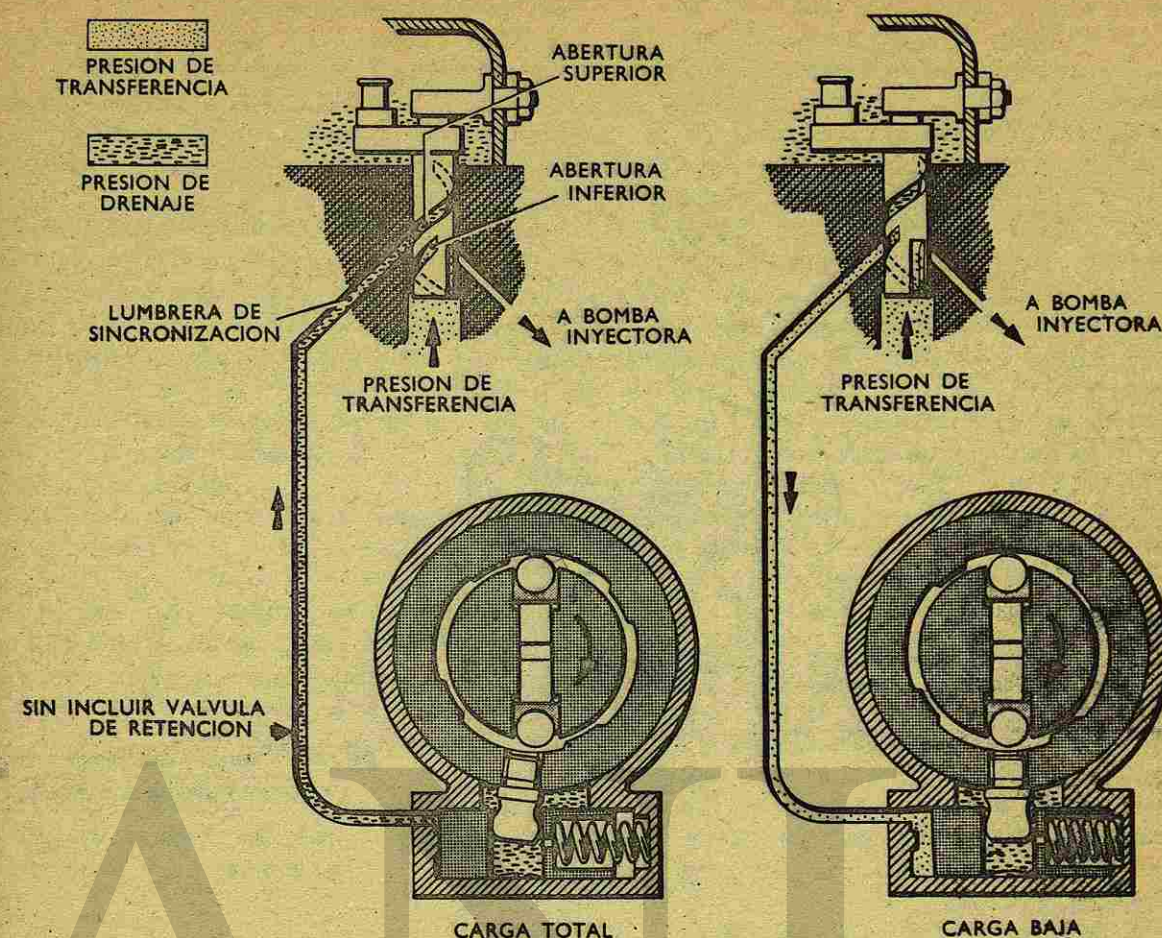 PRESION DE
TRANSFERENCIA
PRESION DE
DRENAJE
ABERTURA
SUPERIOR
ABERTURA
INFERIOR
LUMBRERA DE
SINCRONIZACION
A BOMBA
INYECTORA
PRESION DE
TRANSFERENCIA
SIN INCLUIR VALVULA
DE RETENCION
CARGA TOTAL
A BOMBA
INYECTORA
PRESION DE
TRANSFERENCIA
CARGA BAJA